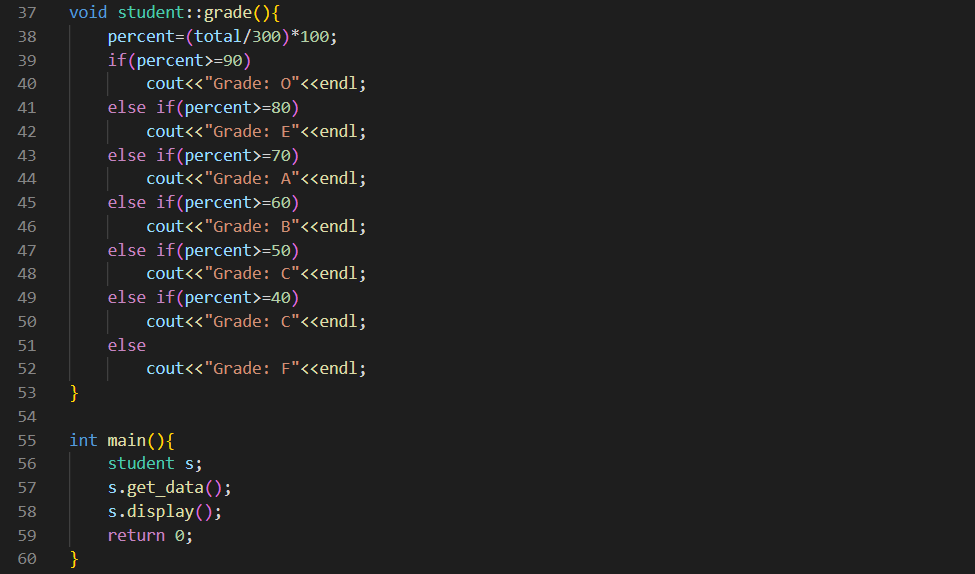 37 void student::grade(){
38     percent=(total/300)*100;
39     if(percent>=90)
40         cout<<"Grade: O"<<endl;
41     else if(percent>=80)
42         cout<<"Grade: E"<<endl;
43     else if(percent>=70)
44         cout<<"Grade: A"<<endl;
45     else if(percent>=60)
46         cout<<"Grade: B"<<endl;
47     else if(percent>=50)
48         cout<<"Grade: C"<<endl;
49     else if(percent>=40)
50         cout<<"Grade: C"<<endl;
51     else
52         cout<<"Grade: F"<<endl;
53 }
54
55 int main(){
56     student s;
57     s.get_data();
58     s.display();
59     return 0;
60 }